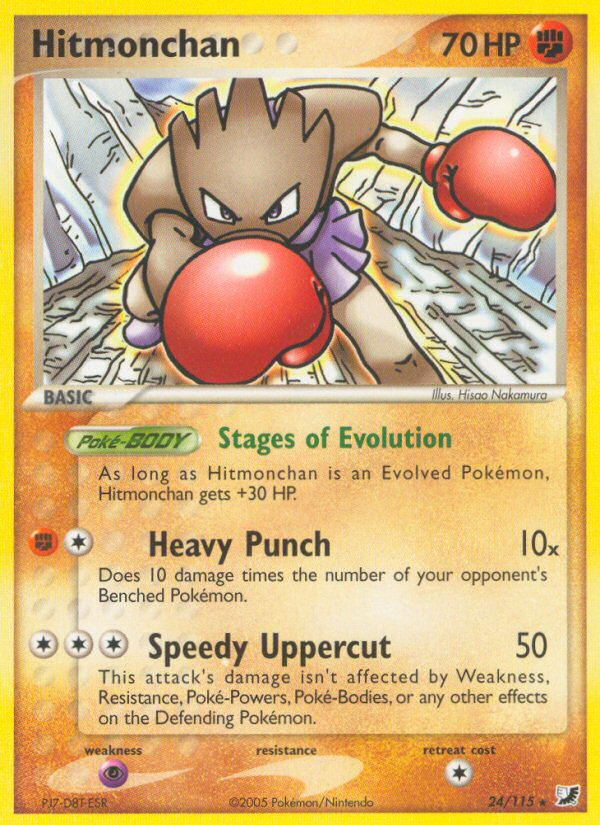 Hitmonchan 70 HP
BASIC
Illus. Hisao Nakamura
Poké-BODY Stages of Evolution
As long as Hitmonchan is an Evolved Pokémon,
Hitmonchan gets +30 HP.
Heavy Punch 10x
Does 10 damage times the number of your opponent's
Benched Pokémon.
Speedy Uppercut 50
This attack's damage isn't affected by Weakness,
Resistance, Poké-Powers, Poké-Bodies, or any other effects
on the Defending Pokémon.
weakness resistance retreat cost
PJ7-D8T-ESR ©2005 Pokémon/Nintendo 24/115 ★